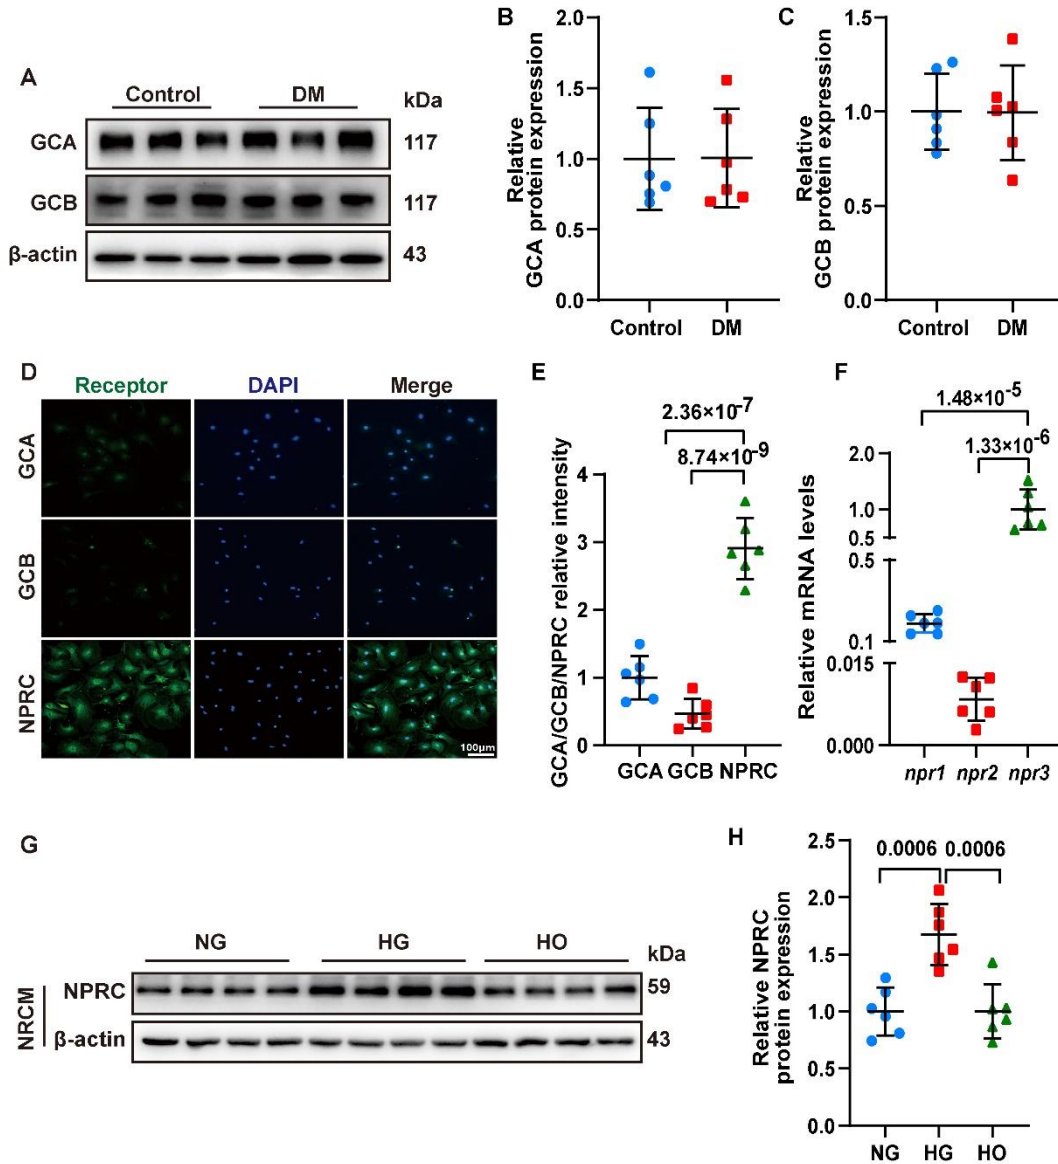 A
Control DM kDa
GCA 117
GCB 117
β-actin 43
B
Relative
GCA protein expression
2.0
1.5
1.0
0.5
0.0
Control DM
C
Relative
GCB protein expression
1.5
1.0
0.5
0.0
Control DM
D
Receptor DAPI Merge
GCA
GCB
NPRC
100μm
E
GCA/GCB/NPRC relative intensity
2.36×10-7
8.74×10-9
4
3
2
1
0
GCA GCB NPRC
F
Relative mRNA levels
1.48×10-5
1.33×10-6
2.0
1.0
0.5
0.5
0.1
0.015
0.000
npr1 npr2 npr3
G
NG HG HO kDa
NRCM
NPRC 59
β-actin 43
H
Relative NPRC
protein expression
0.0006 0.0006
2.5
2.0
1.5
1.0
0.5
0.0
NG HG HO